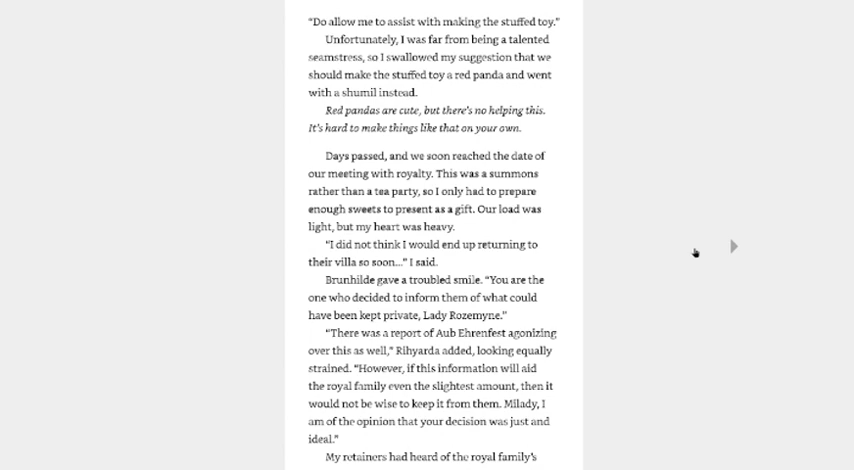 “Do allow me to assist with making the stuffed toy.”
Unfortunately, I was far from being a talented
seamstress, so I swallowed my suggestion that we
should make the stuffed toy a red panda and went
with a shumil instead.
Red pandas are cute, but there's no helping this.
It's hard to make things like that on your own.
Days passed, and we soon reached the date of
our meeting with royalty. This was a summons
rather than a tea party, so I only had to prepare
enough sweets to present as a gift. Our load was
light, but my heart was heavy.
“I did not think I would end up returning to
their villa so soon...” I said.
Brunhilde gave a troubled smile. “You are the
one who decided to inform them of what could
have been kept private, Lady Rozemyne.”
“There was a report of Aub Ehrenfest agonizing
over this as well,” Rihyarda added, looking equally
strained. “However, if this information will aid
the royal family even the slightest amount, then it
would not be wise to keep it from them. Milady, I
am of the opinion that your decision was just and
ideal.”
My retainers had heard of the royal family's